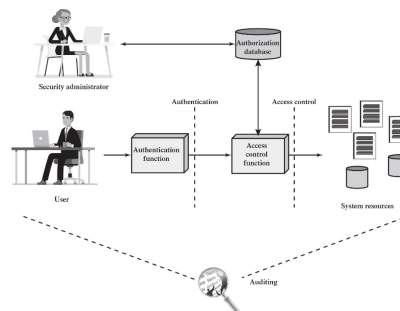 Authorization
database
Security administrator
Authentication
Access control
Authentication
function
Access
control
function
User
System resources
Auditing